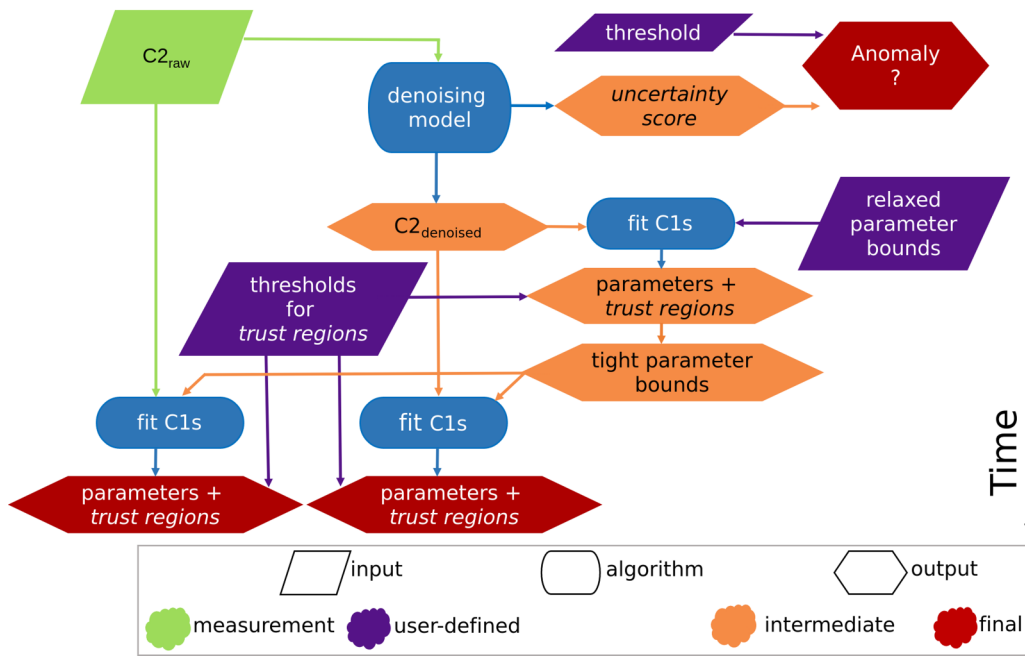 C2raw
threshold
Anomaly
?
denoising
model
uncertainty
score
C2denoised
fit C1s
relaxed
parameter
bounds
thresholds
for
trust regions
parameters +
trust regions
tight parameter
bounds
fit C1s
fit C1s
parameters +
trust regions
parameters +
trust regions
Time
input
algorithm
output
measurement
user-defined
intermediate
final